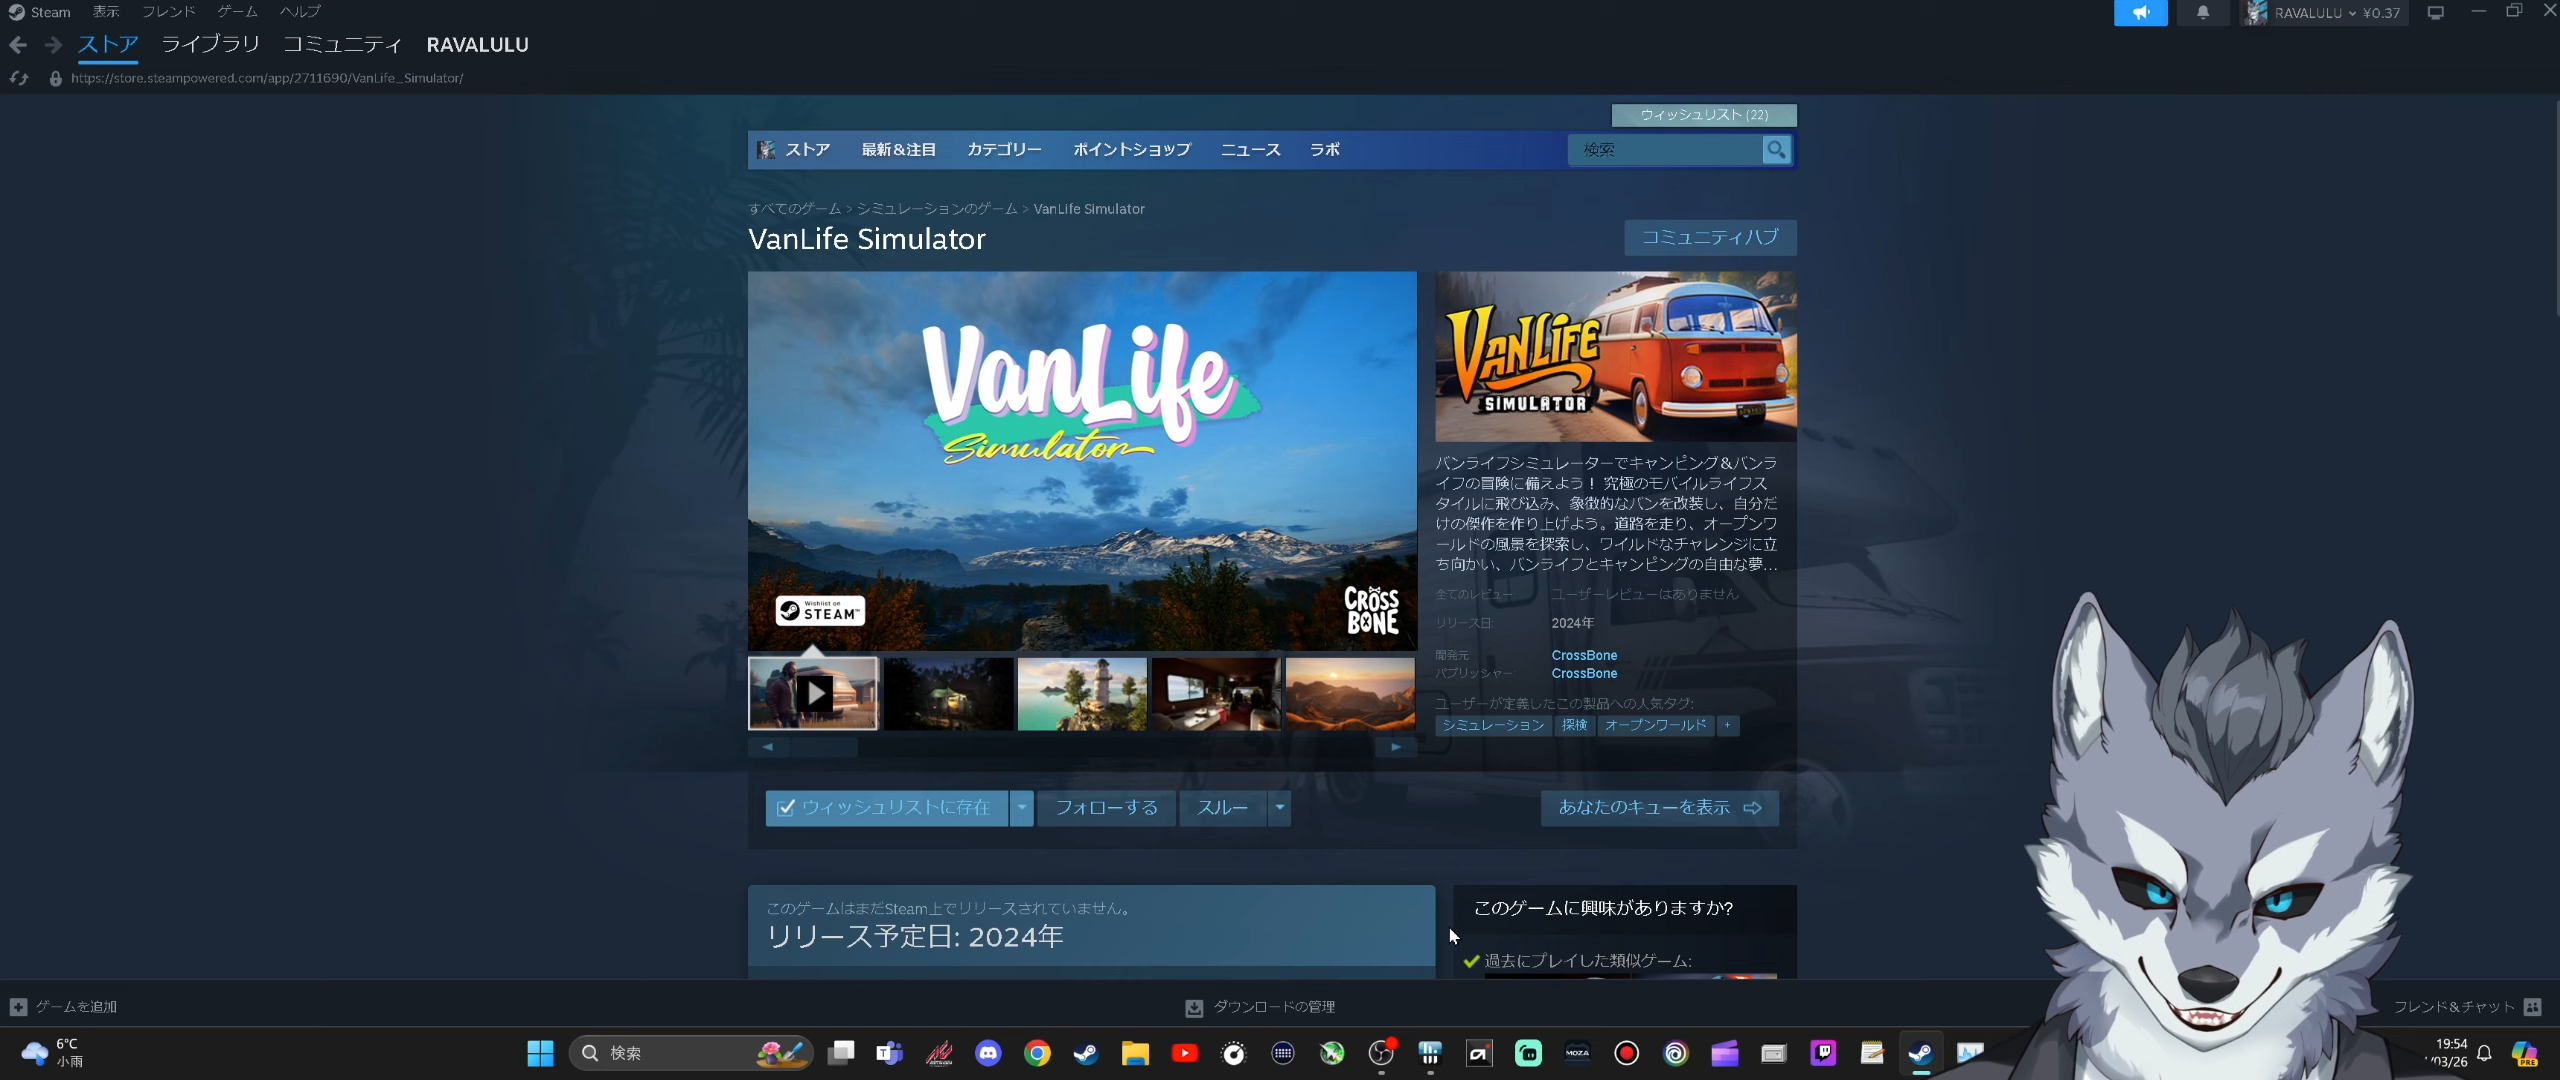 Steam 表示 フレンド ゲーム ヘルプ
RAVALULU ¥0.37
ストア ライブラリ コミュニティ RAVALULU
https://store.steampowered.com/app/2711690/VanLife_Simulator/
ウィッシュリスト (22)
ストア 最新&注目 カテゴリー ポイントショップ ニュース ラボ 検索
すべてのゲーム > シミュレーションのゲーム > VanLife Simulator
VanLife Simulator
コミュニティハブ
VanLife
Simulator
Wishlist on
STEAM
CROSS
BONE
VANLIFE
SIMULATOR
バンライフシミュレーターでキャンピング&バンラ
イフの冒険に備えよう！ 究極のモバイルライフス
タイルに飛び込み、象徴的なバンを改装し、自分だ
けの傑作を作り上げよう。道路を走り、オープンワ
ールドの風景を探索し、ワイルドなチャレンジに立
ち向かい、バンライフとキャンピングの自由な夢...
全てのレビュー: ユーザーレビューはありません
リリース日: 2024年
開発元: CrossBone
パブリッシャー: CrossBone
ユーザーが定義したこの製品への人気タグ:
シミュレーション 探検 オープンワールド +
ウィッシュリストに存在 フォローする スルー あなたのキューを表示
このゲームはまだSteam上でリリースされていません。
リリース予定日: 2024年
このゲームに興味がありますか?
過去にプレイした類似ゲーム:
ゲームを追加 ダウンロードの管理 フレンド&チャット
6°C
小雨
検索
MOZA
19:54
/03/26
PRE